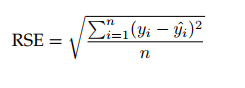 RSE = √(∑ⁿᵢ₌₁(yᵢ − ŷᵢ)² / n)